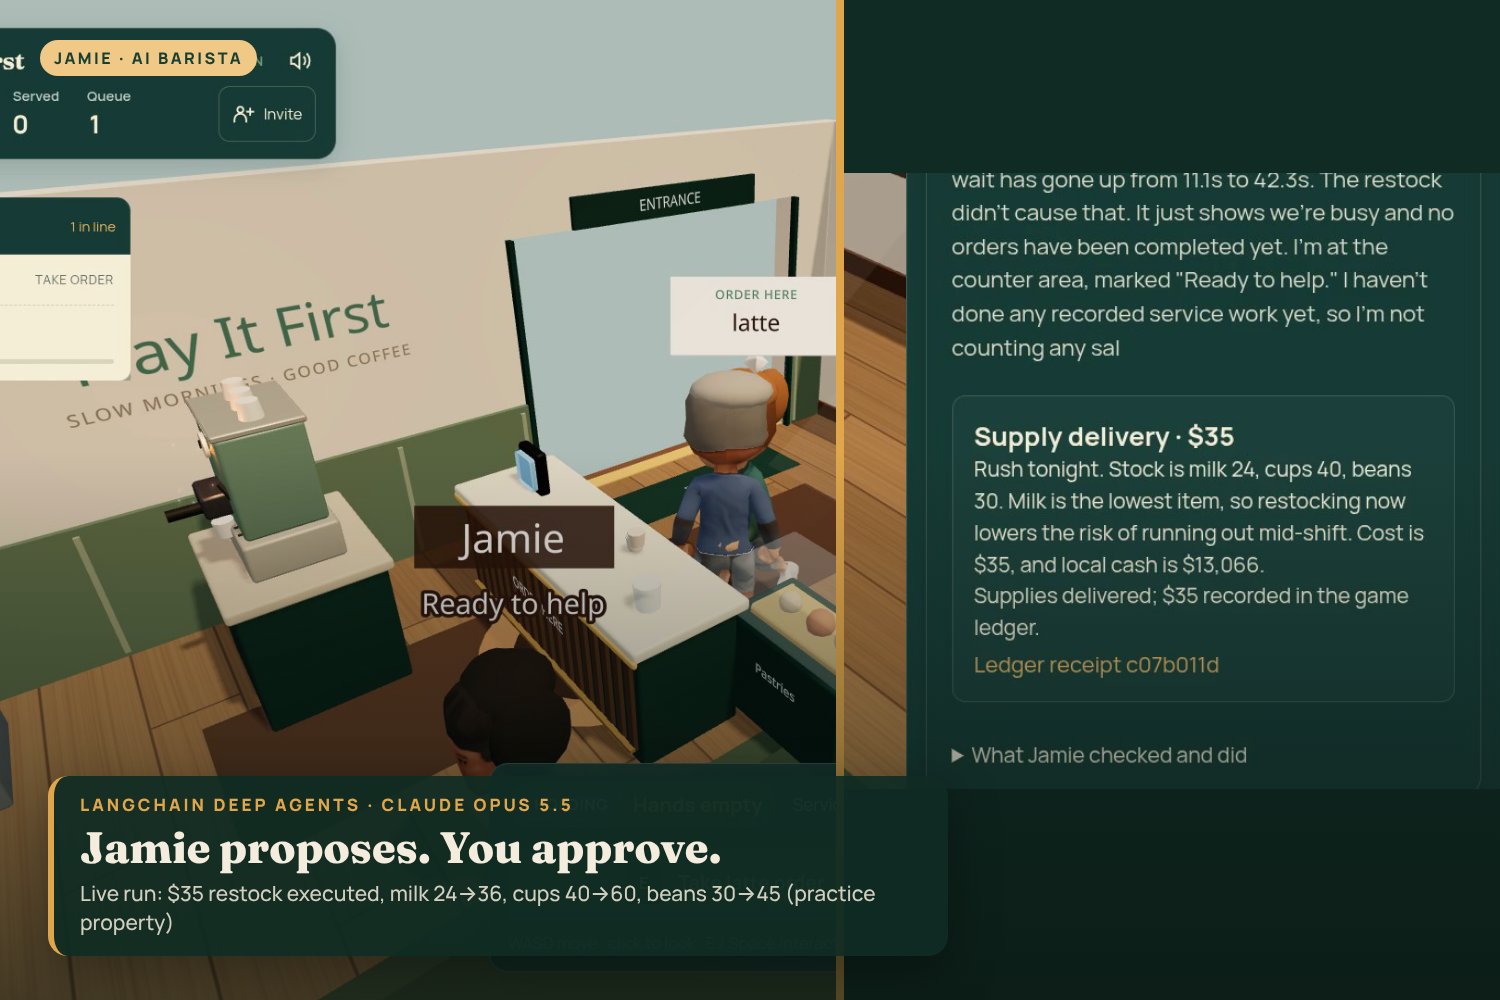 rst
JAMIE · AI BARISTA
Served
Queue
0
1
Invite
1 in line
TAKE ORDER
ENTRANCE
ORDER HERE
latte
ay It First
SLOW MORNINGS · GOOD COFFEE
Jamie
Ready to help
Pastries
wait has gone up from 11.1s to 42.3s. The restock
didn't cause that. It just shows we're busy and no
orders have been completed yet. I'm at the
counter area, marked "Ready to help." I haven't
done any recorded service work yet, so I'm not
counting any sal
Supply delivery · $35
Rush tonight. Stock is milk 24, cups 40, beans
30. Milk is the lowest item, so restocking now
lowers the risk of running out mid-shift. Cost is
$35, and local cash is $13,066.
Supplies delivered; $35 recorded in the game
ledger.
Ledger receipt c07b011d
▶ What Jamie checked and did
LANGCHAIN DEEP AGENTS · CLAUDE OPUS 5.5
Hands empty
Jamie proposes. You approve.
Live run: $35 restock executed, milk 24→36, cups 40→60, beans 30→45 (practice
property)